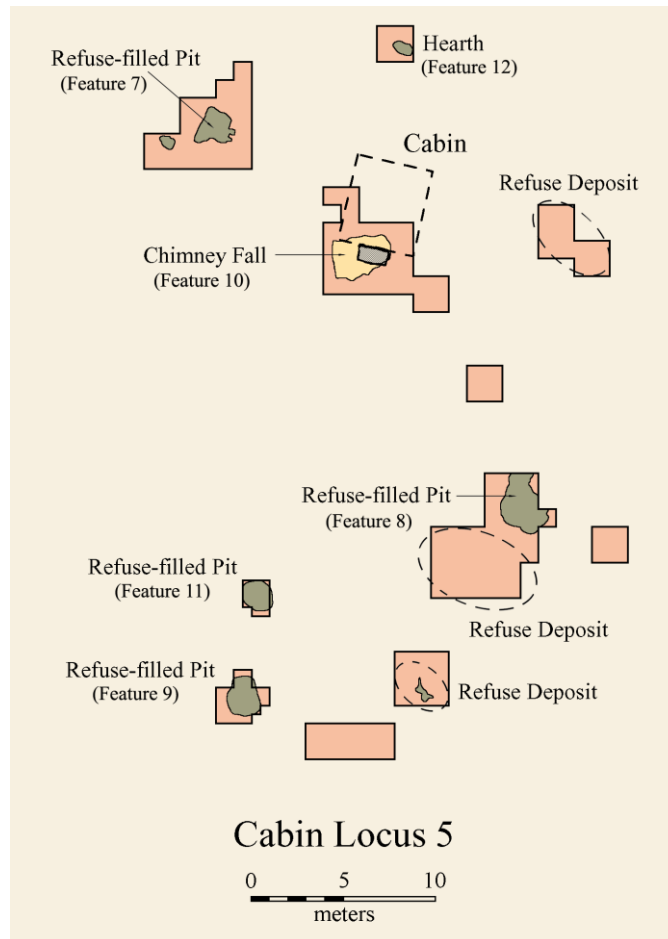 Refuse-filled Pit
(Feature 7)
Hearth
(Feature 12)
Cabin
Refuse Deposit
Chimney Fall
(Feature 10)
Refuse-filled Pit
(Feature 8)
Refuse-filled Pit
(Feature 11)
Refuse Deposit
Refuse-filled Pit
(Feature 9)
Refuse Deposit
Cabin Locus 5
0 5 10
meters